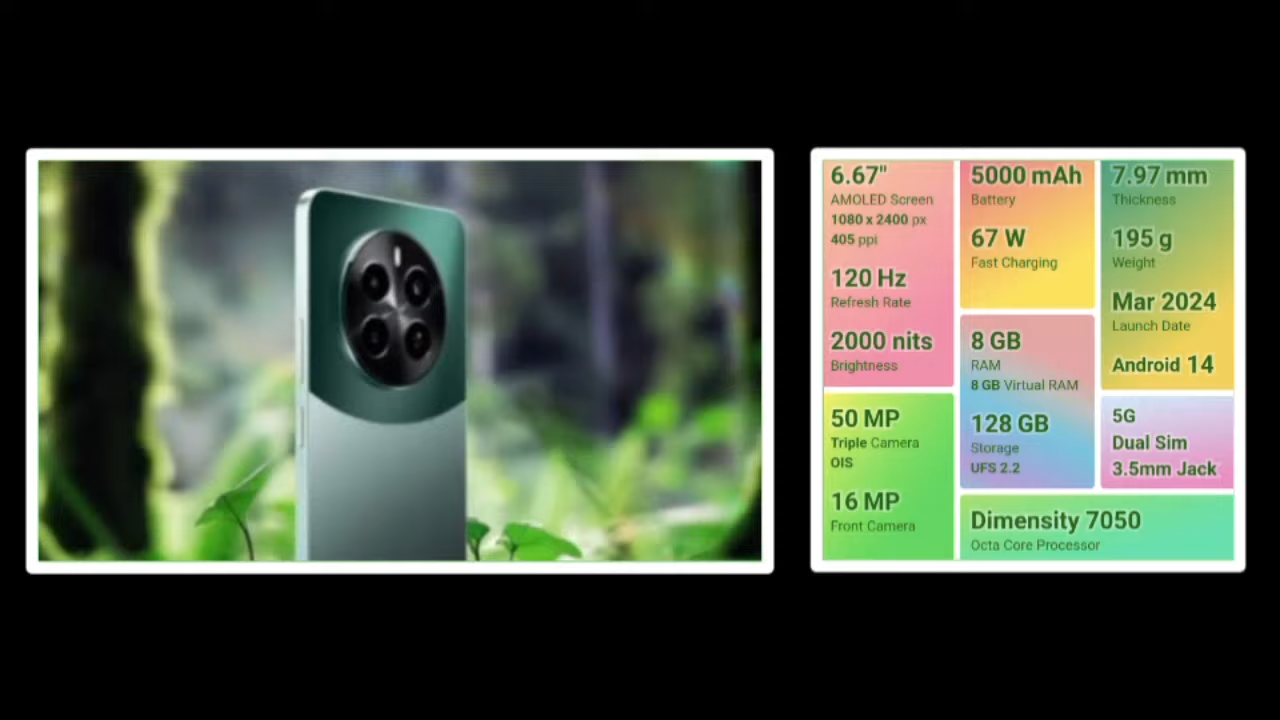 6.67"
AMOLED Screen
1080 x 2400 px
405 ppi
120 Hz
Refresh Rate
2000 nits
Brightness
50 MP
Triple Camera
OIS
16 MP
Front Camera
5000 mAh
Battery
67 W
Fast Charging
8 GB
RAM
8 GB Virtual RAM
128 GB
Storage
UFS 2.2
7.97 mm
Thickness
195 g
Weight
Mar 2024
Launch Date
Android 14
5G
Dual Sim
3.5mm Jack
Dimensity 7050
Octa Core Processor